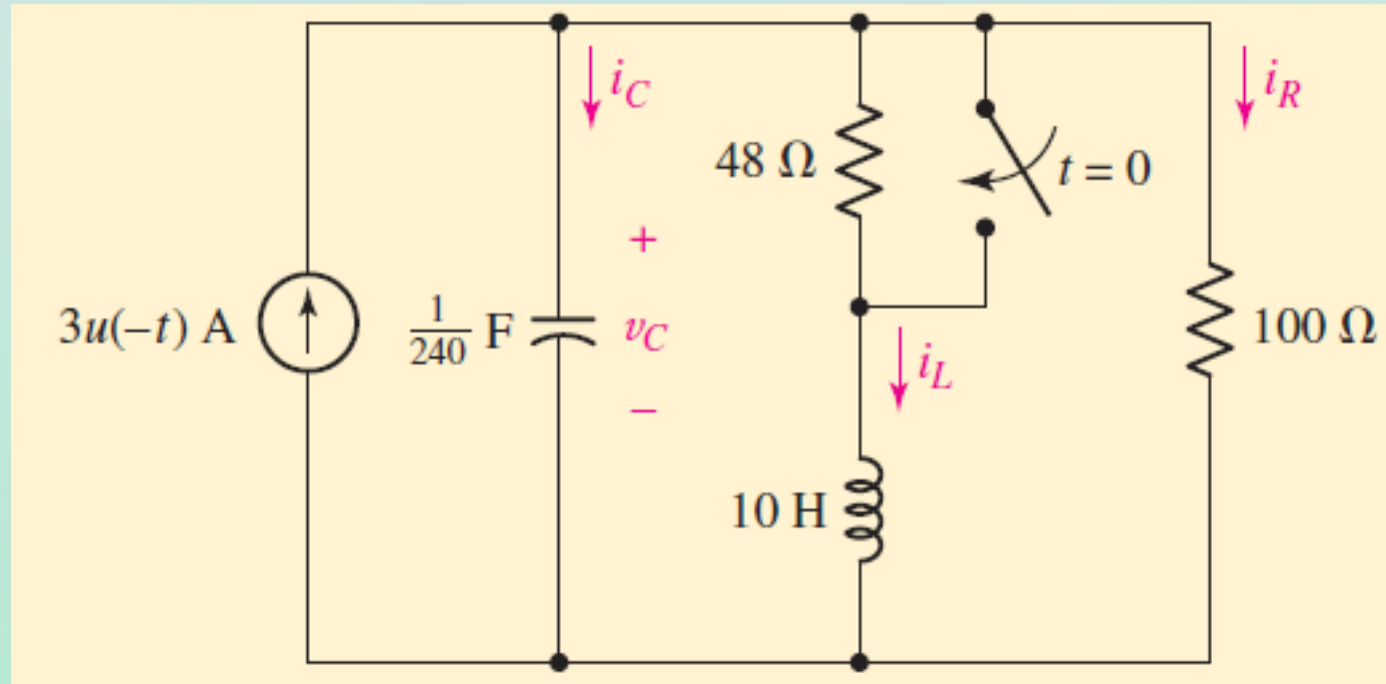 i_C
i_R
48 Ω
t = 0
+
3u(−t) A
1/240 F
v_C
100 Ω
i_L
−
10 H